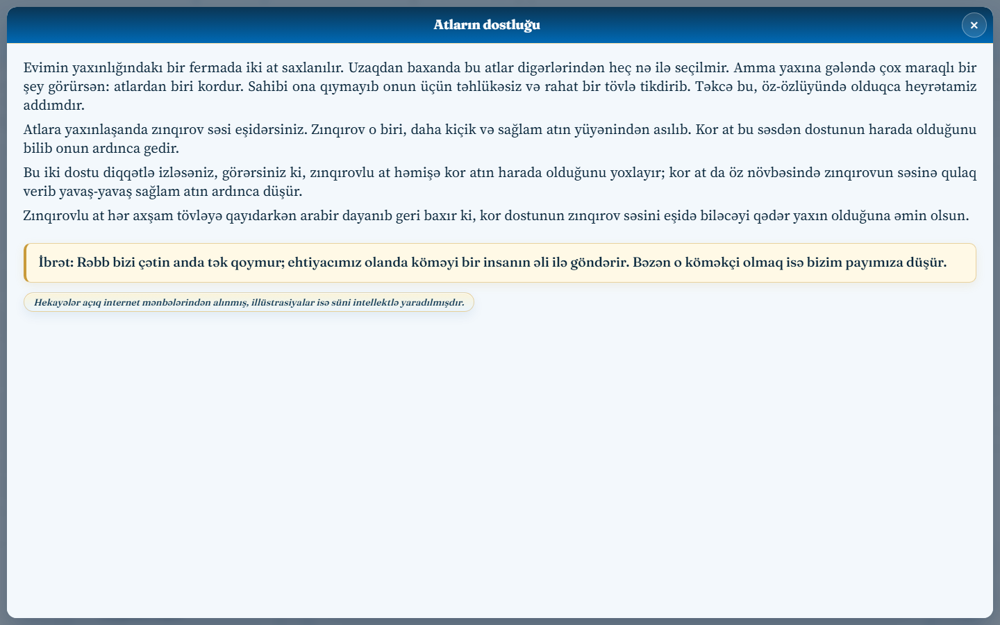 Atların dostluğu
×
Evimin yaxınlığındakı bir fermada iki at saxlanılır. Uzaqdan baxanda bu atlar digərlərindən heç nə ilə seçilmir. Amma yaxına gələndə çox maraqlı bir
şey görürsən: atlardan biri kordur. Sahibi ona qıymayıb onun üçün təhlükəsiz və rahat bir tövlə tikdirib. Təkcə bu, öz-özlüyündə olduqca heyrətamiz
addımdır.
Atlara yaxınlaşanda zınqırov səsi eşidərsiniz. Zınqırov o biri, daha kiçik və sağlam atın yüyənindən asılıb. Kor at bu səsdən dostunun harada olduğunu
bilib onun ardınca gedir.
Bu iki dostu diqqətlə izləsəniz, görərsiniz ki, zınqırovlu at həmişə kor atın harada olduğunu yoxlayır; kor at da öz növbəsində zınqırovun səsinə qulaq
verib yavaş-yavaş sağlam atın ardınca düşür.
Zınqırovlu at hər axşam tövləyə qayıdarkən arabir dayanıb geri baxır ki, kor dostunun zınqırov səsini eşidə biləcəyi qədər yaxın olduğuna əmin olsun.
İbrət: Rəbb bizi çətin anda tək qoymur; ehtiyacımız olanda köməyi bir insanın əli ilə göndərir. Bəzən o köməkçi olmaq isə bizim payımıza düşür.
Hekayələr açıq internet mənbələrindən alınmış, illüstrasiyalar isə süni intellektlə yaradılmışdır.